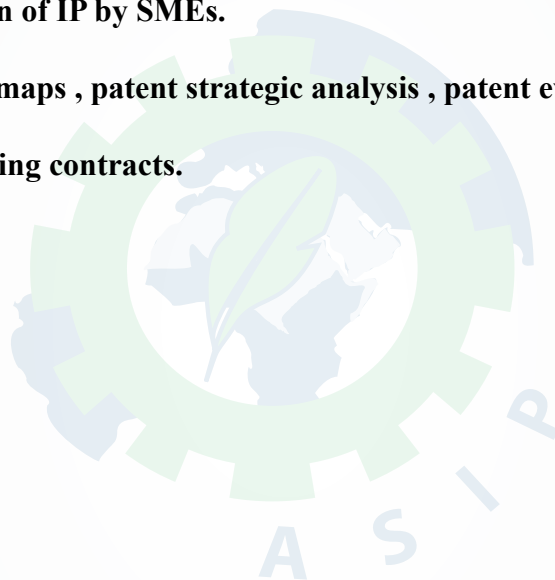 n of IP by SMEs.
maps , patent strategic analysis , patent e
ing contracts.
A S I P